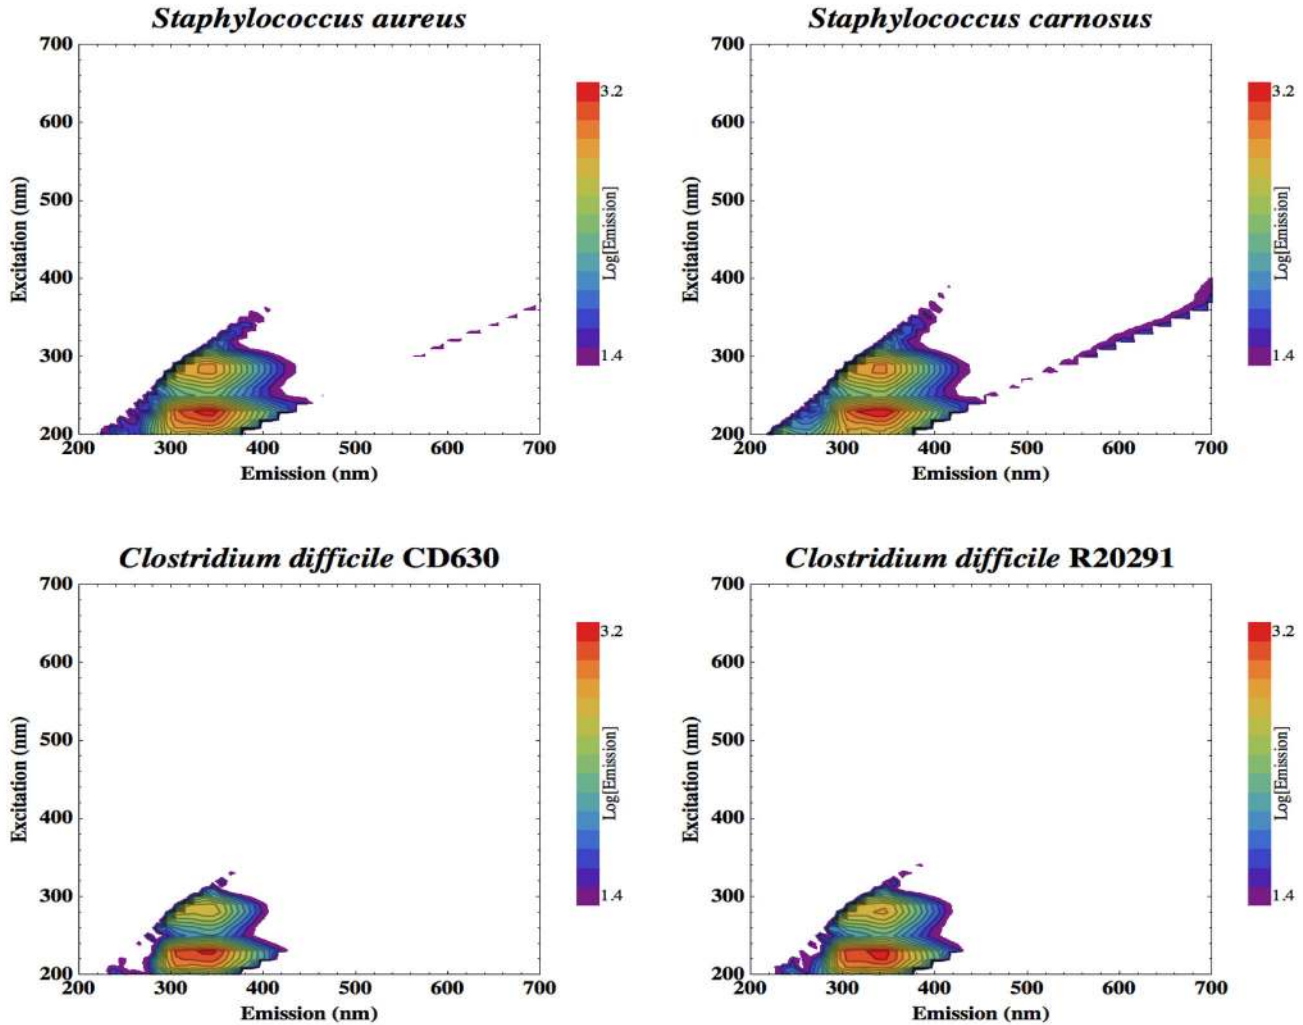 Staphylococcus aureus
700
600
500
400
300
200
200 300 400 500 600 700
Excitation (nm)
Emission (nm)
3.2
Log[Emission]
1.4
Staphylococcus carnosus
700
600
500
400
300
200
200 300 400 500 600 700
Excitation (nm)
Emission (nm)
3.2
Log[Emission]
1.4
Clostridium difficile CD630
700
600
500
400
300
200
200 300 400 500 600 700
Excitation (nm)
Emission (nm)
3.2
Log[Emission]
1.4
Clostridium difficile R20291
700
600
500
400
300
200
200 300 400 500 600 700
Excitation (nm)
Emission (nm)
3.2
Log[Emission]
1.4